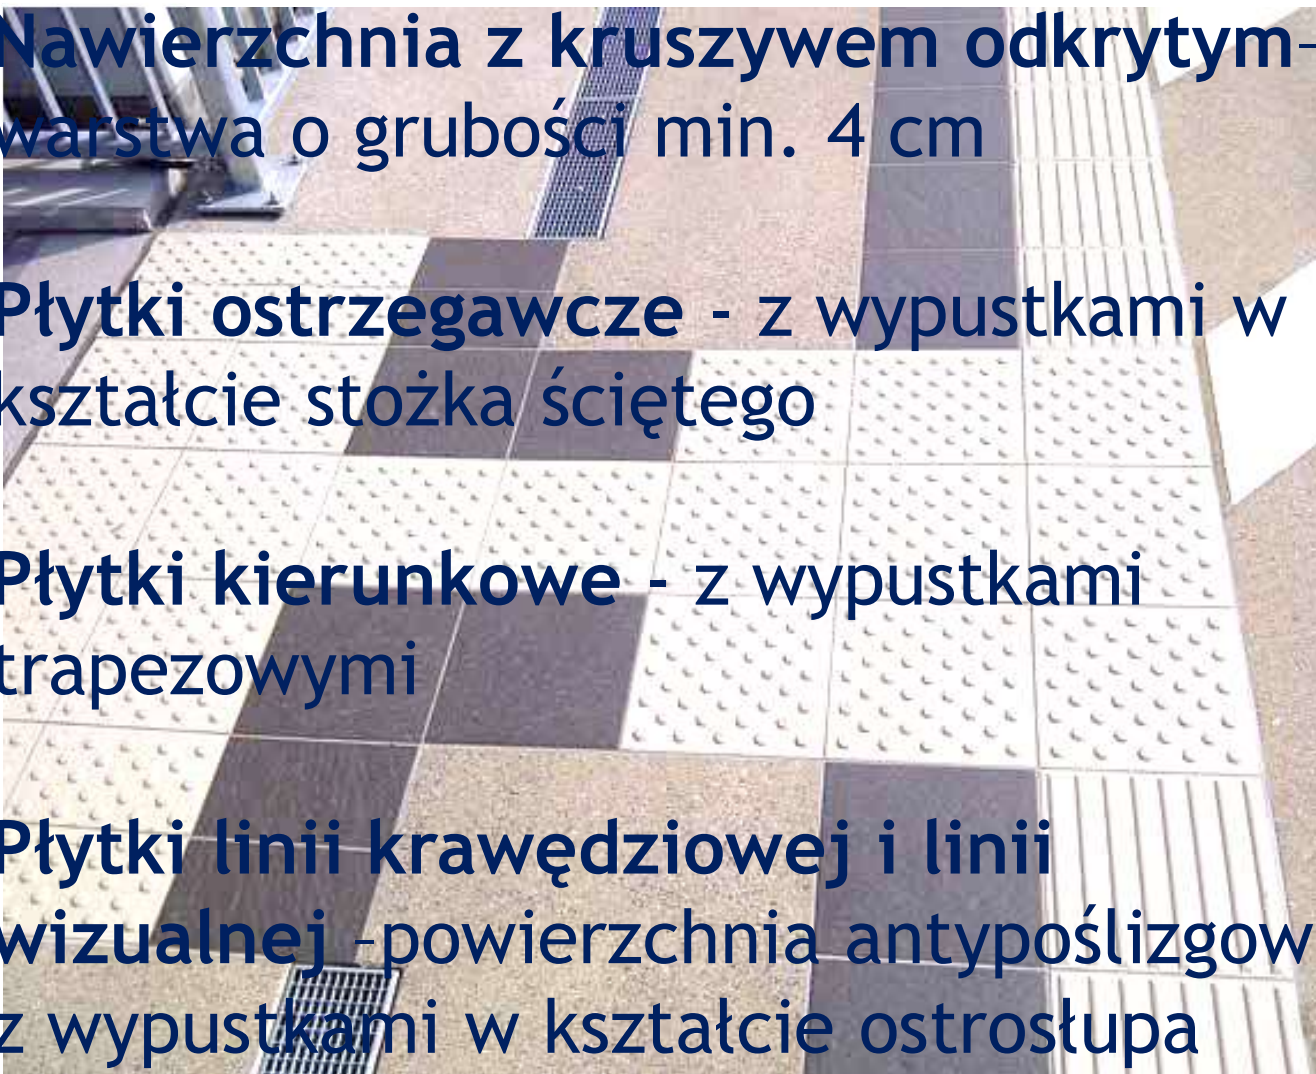 Nawierzchnia z kruszywem odkrytym-
warstwa o grubości min. 4 cm
Płytki ostrzegawcze - z wypustkami w
kształcie stożka ściętego
Płytki kierunkowe - z wypustkami
trapezowymi
Płytki linii krawędziowej i linii
wizualnej –powierzchnia antypoślizgow
z wypustkami w kształcie ostrosłupa